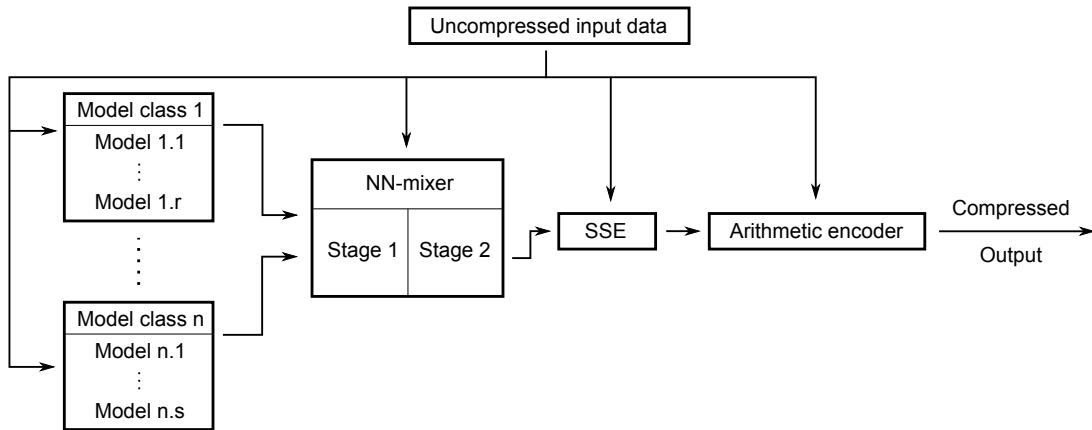 Uncompressed input data
Model class 1
Model 1.1
⋮
Model 1.r
⋮
Model class n
Model n.1
⋮
Model n.s
NN-mixer
Stage 1
Stage 2
SSE
Arithmetic encoder
Compressed
Output